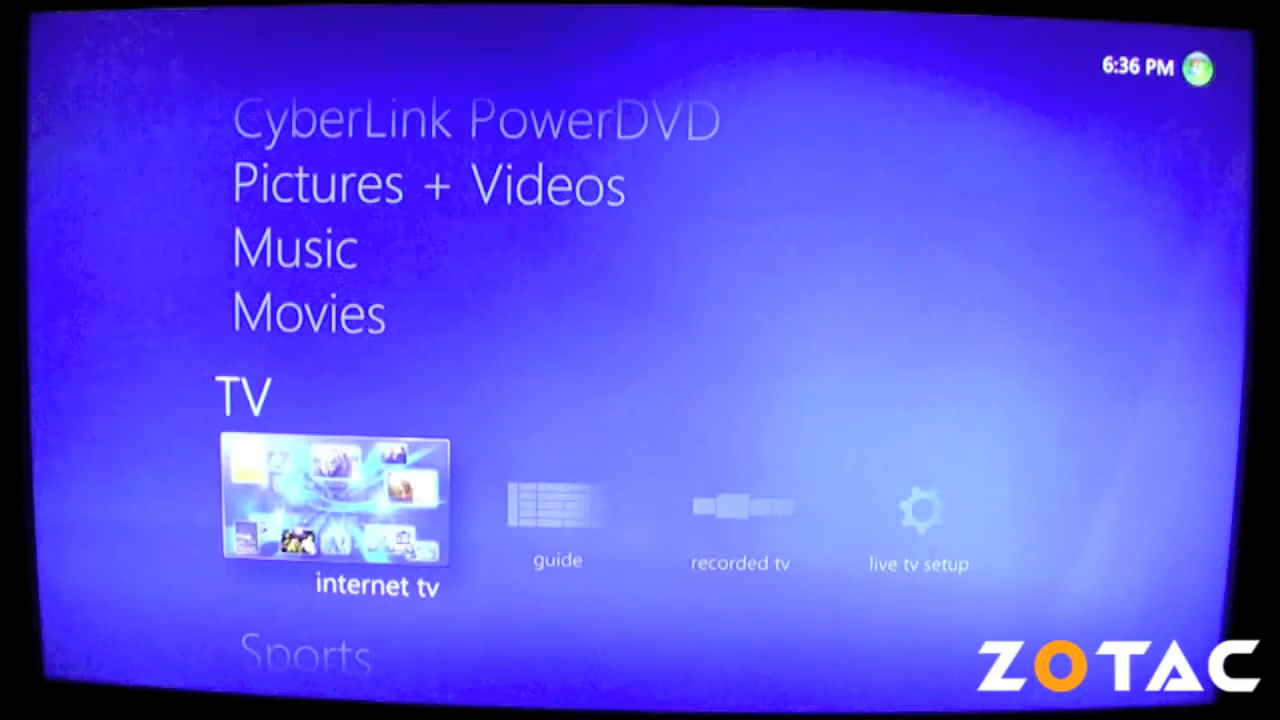 6:36 PM
CyberLink PowerDVD
Pictures + Videos
Music
Movies
TV
internet tv
guide
recorded tv
live tv setup
Sports
ZOTAC